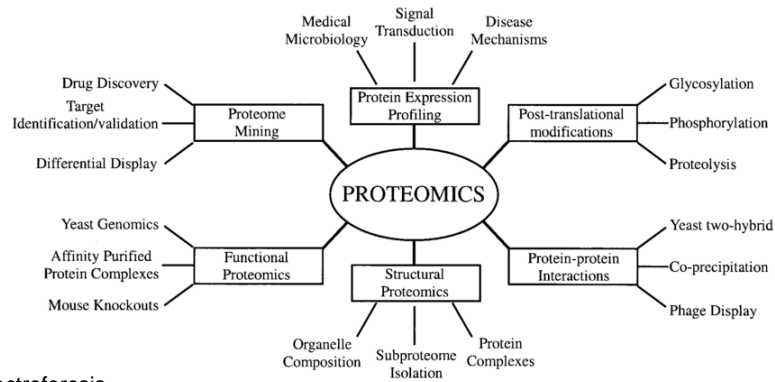 Medical
Microbiology
Signal
Transduction
Disease
Mechanisms
Drug Discovery
Target
Identification/validation
Differential Display
Proteome
Mining
Protein Expression
Profiling
Post-translational
modifications
Glycosylation
Phosphorylation
Proteolysis
PROTEOMICS
Yeast Genomics
Affinity Purified
Protein Complexes
Mouse Knockouts
Functional
Proteomics
Structural
Proteomics
Protein-protein
Interactions
Yeast two-hybrid
Co-precipitation
Phage Display
Organelle
Composition
Subproteome
Isolation
Protein
Complexes